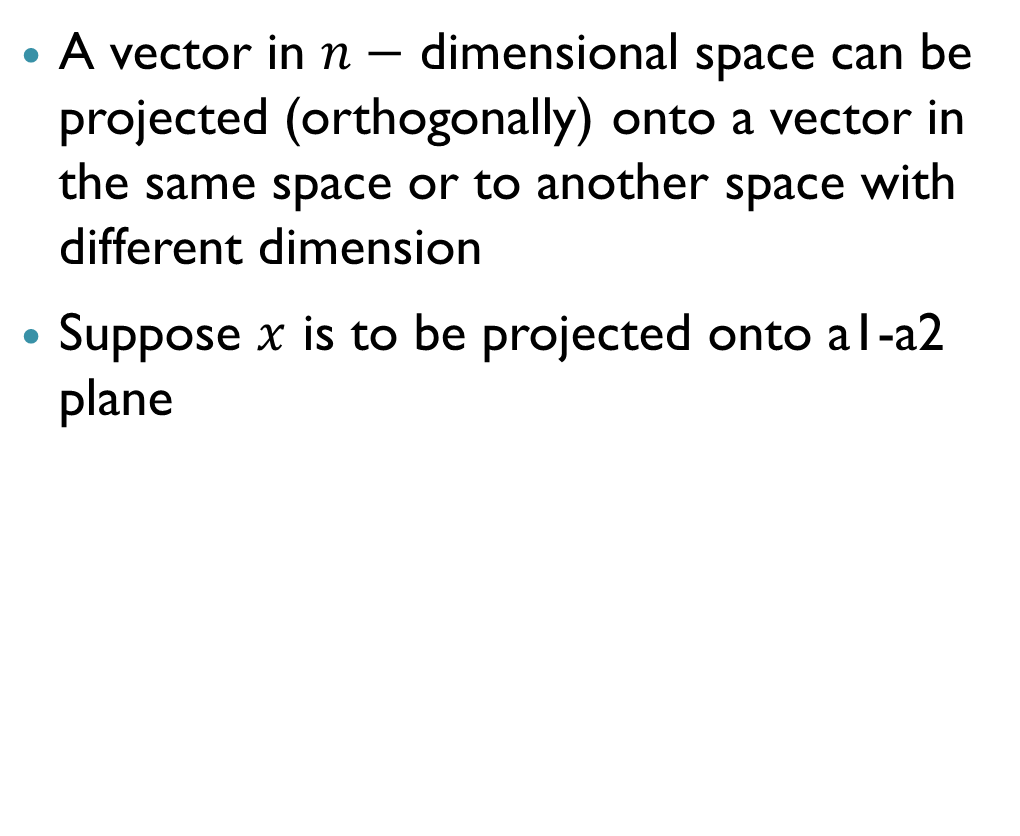 • A vector in n − dimensional space can be
projected (orthogonally) onto a vector in
the same space or to another space with
different dimension
• Suppose x is to be projected onto a1-a2
plane